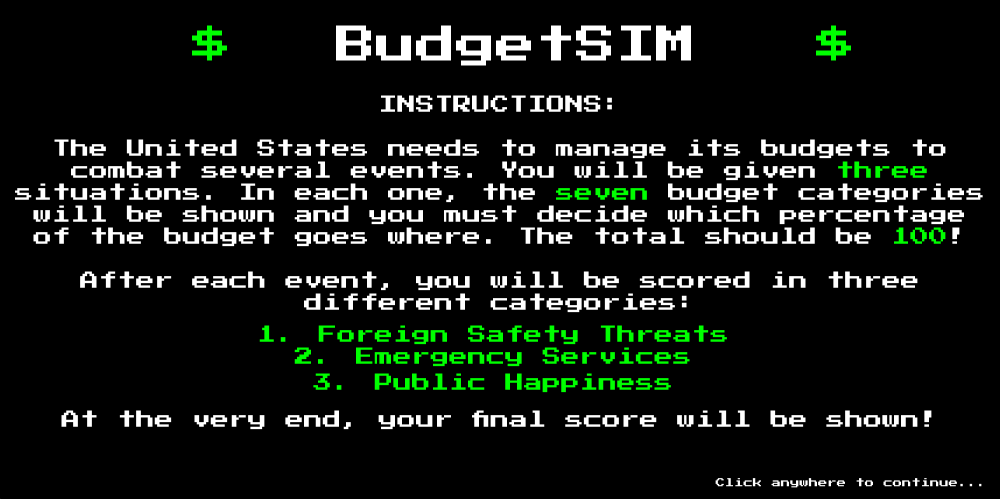 $ BudgetSIM $
INSTRUCTIONS:
The United States needs to manage its budgets to
combat several events. You will be given three
situations. In each one, the seven budget categories
will be shown and you must decide which percentage
of the budget goes where. The total should be 100!
After each event, you will be scored in three
different categories:
1. Foreign Safety Threats
2. Emergency Services
3. Public Happiness
At the very end, your final score will be shown!
Click anywhere to continue...